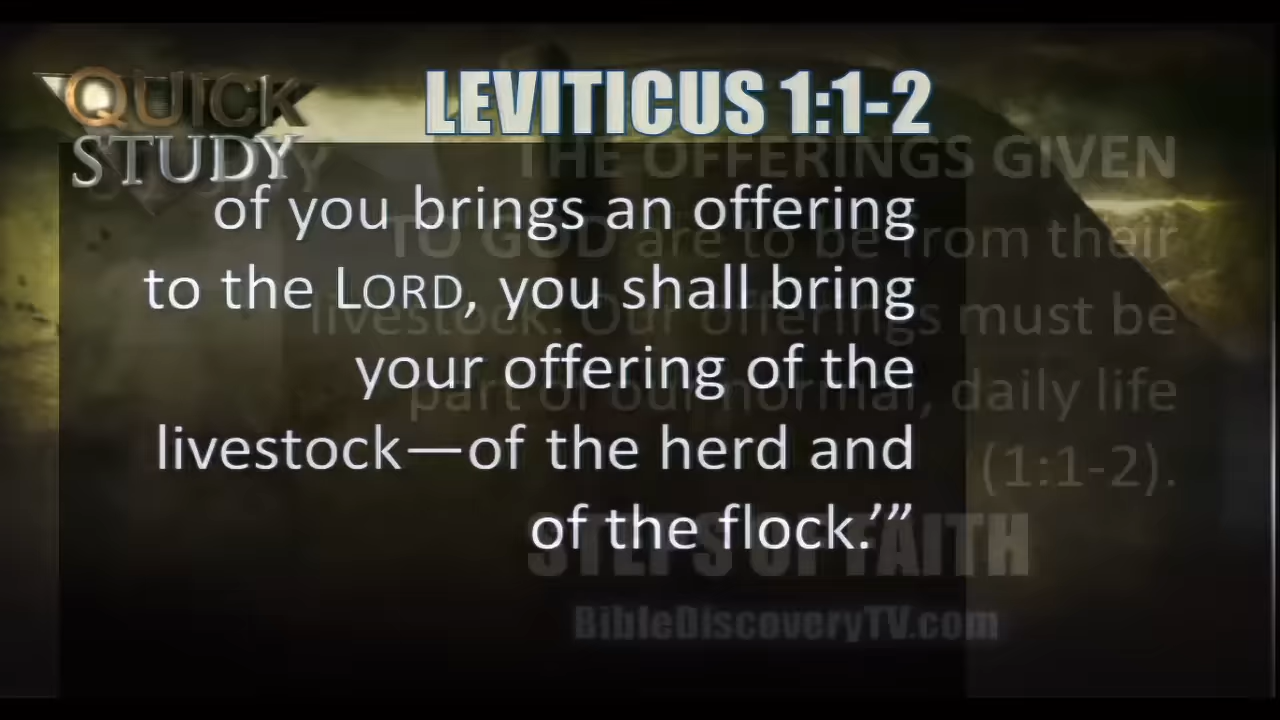 QUICK
STUDY
LEVITICUS 1:1-2
of you brings an offering
to the LORD, you shall bring
your offering of the
livestock—of the herd and
of the flock.’”
THE OFFERINGS GIVEN
TO GOD are to be from their
livestock. Our offerings must be
part of our normal, daily life
(1:1-2).
STEPS OF FAITH
BibleDiscoveryTV.com